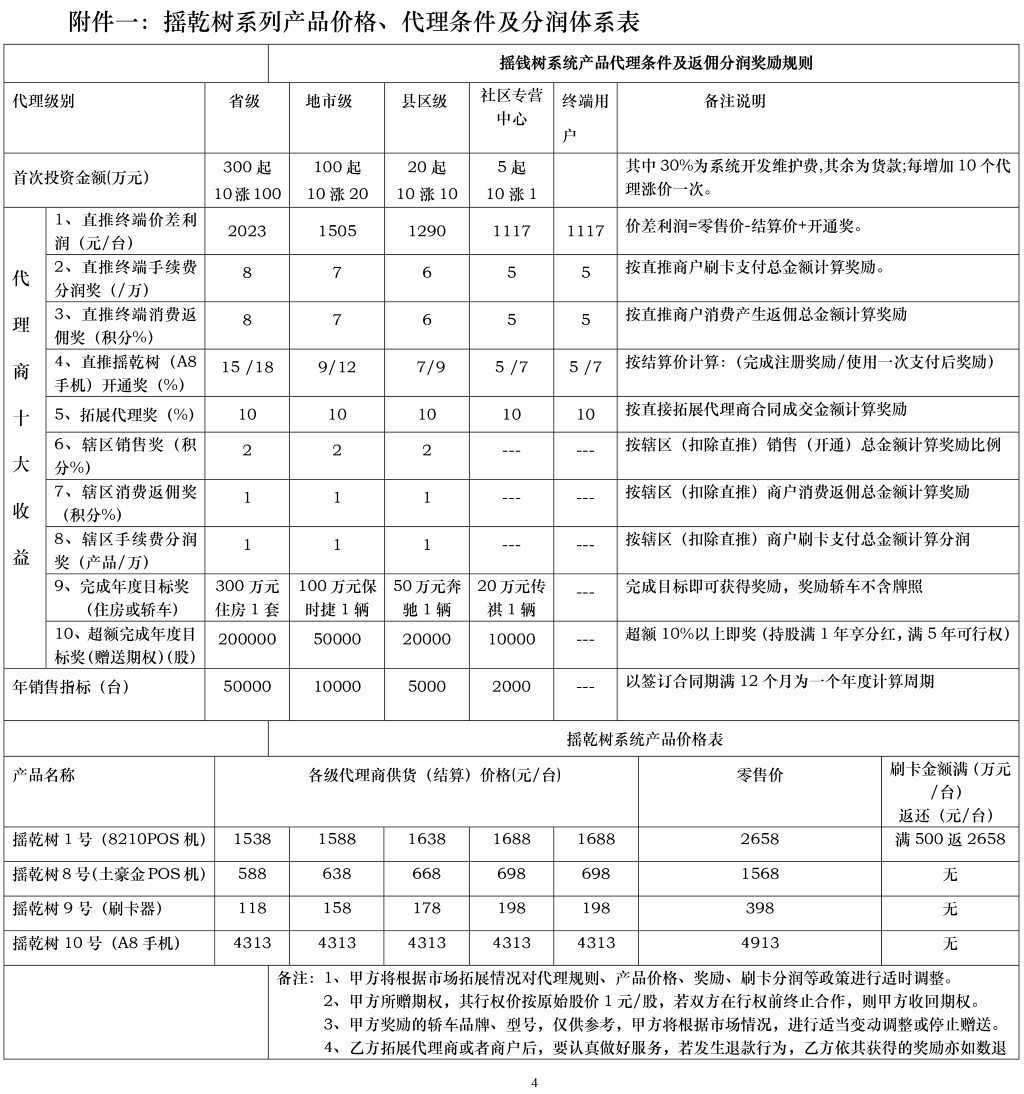 附件一：摇乾树系列产品价格、代理条件及分润体系表
摇钱树系统产品代理条件及返佣分润奖励规则
代理级别 省级 地市级 县区级 社区专营中心 终端用户 备注说明
首次投资金额(万元) 300 起 10 涨 100 100 起 10 涨 20 20 起 10 涨 10 5 起 10 涨 1 其中 30%为系统开发维护费,其余为货款;每增加 10 个代理涨价一次。
代理商十大收益
1、直推终端价差利润（元/台） 2023 1505 1290 1117 1117 价差利润=零售价-结算价+开通奖。
2、直推终端手续费分润奖（/万） 8 7 6 5 5 按直推商户刷卡支付总金额计算奖励。
3、直推终端消费返佣奖（积分%） 8 7 6 5 5 按直推商户消费产生返佣总金额计算奖励
4、直推摇乾树（A8手机）开通奖（%） 15 /18 9/12 7/9 5 /7 5 /7 按结算价计算：（完成注册奖励/使用一次支付后奖励）
5、拓展代理奖（%） 10 10 10 10 10 按直接拓展代理商合同成交金额计算奖励
6、辖区销售奖（积分%） 2 2 2 --- --- 按辖区（扣除直推）销售（开通）总金额计算奖励比例
7、辖区消费返佣奖（积分%） 1 1 1 --- --- 按辖区（扣除直推）商户消费返佣总金额计算奖励
8、辖区手续费分润奖（产品/万） 1 1 1 --- --- 按辖区（扣除直推）商户刷卡支付总金额计算分润
9、完成年度目标奖（住房或轿车） 300 万元住房 1 套 100 万元保时捷 1 辆 50 万元奔驰 1 辆 20 万元传祺 1 辆 --- 完成目标即可获得奖励，奖励轿车不含牌照
10、超额完成年度目标奖(赠送期权)(股) 200000 50000 20000 10000 --- 超额 10%以上即奖（持股满 1 年享分红，满 5 年可行权）
年销售指标（台） 50000 10000 5000 2000 --- 以签订合同期满 12 个月为一个年度计算周期
摇乾树系统产品价格表
产品名称 各级代理商供货（结算）价格(元/台) 零售价 刷卡金额满（万元/台）返还（元/台）
摇乾树 1 号（8210POS 机） 1538 1588 1638 1688 1688 2658 满 500 返 2658
摇乾树 8 号(土豪金 POS 机) 588 638 668 698 698 1568 无
摇乾树 9 号（刷卡器） 118 158 178 198 198 398 无
摇乾树 10 号（A8 手机） 4313 4313 4313 4313 4313 4913 无
备注：1、甲方将根据市场拓展情况对代理规则、产品价格、奖励、刷卡分润等政策进行适时调整。
2、甲方所赠期权，其行权价按原始股价 1 元/股，若双方在行权前终止合作，则甲方收回期权。
3、甲方奖励的轿车品牌、型号，仅供参考，甲方将根据市场情况，进行适当变动调整或停止赠送。
4、乙方拓展代理商或者商户后，要认真做好服务，若发生退款行为，乙方依其获得的奖励亦如数退
4